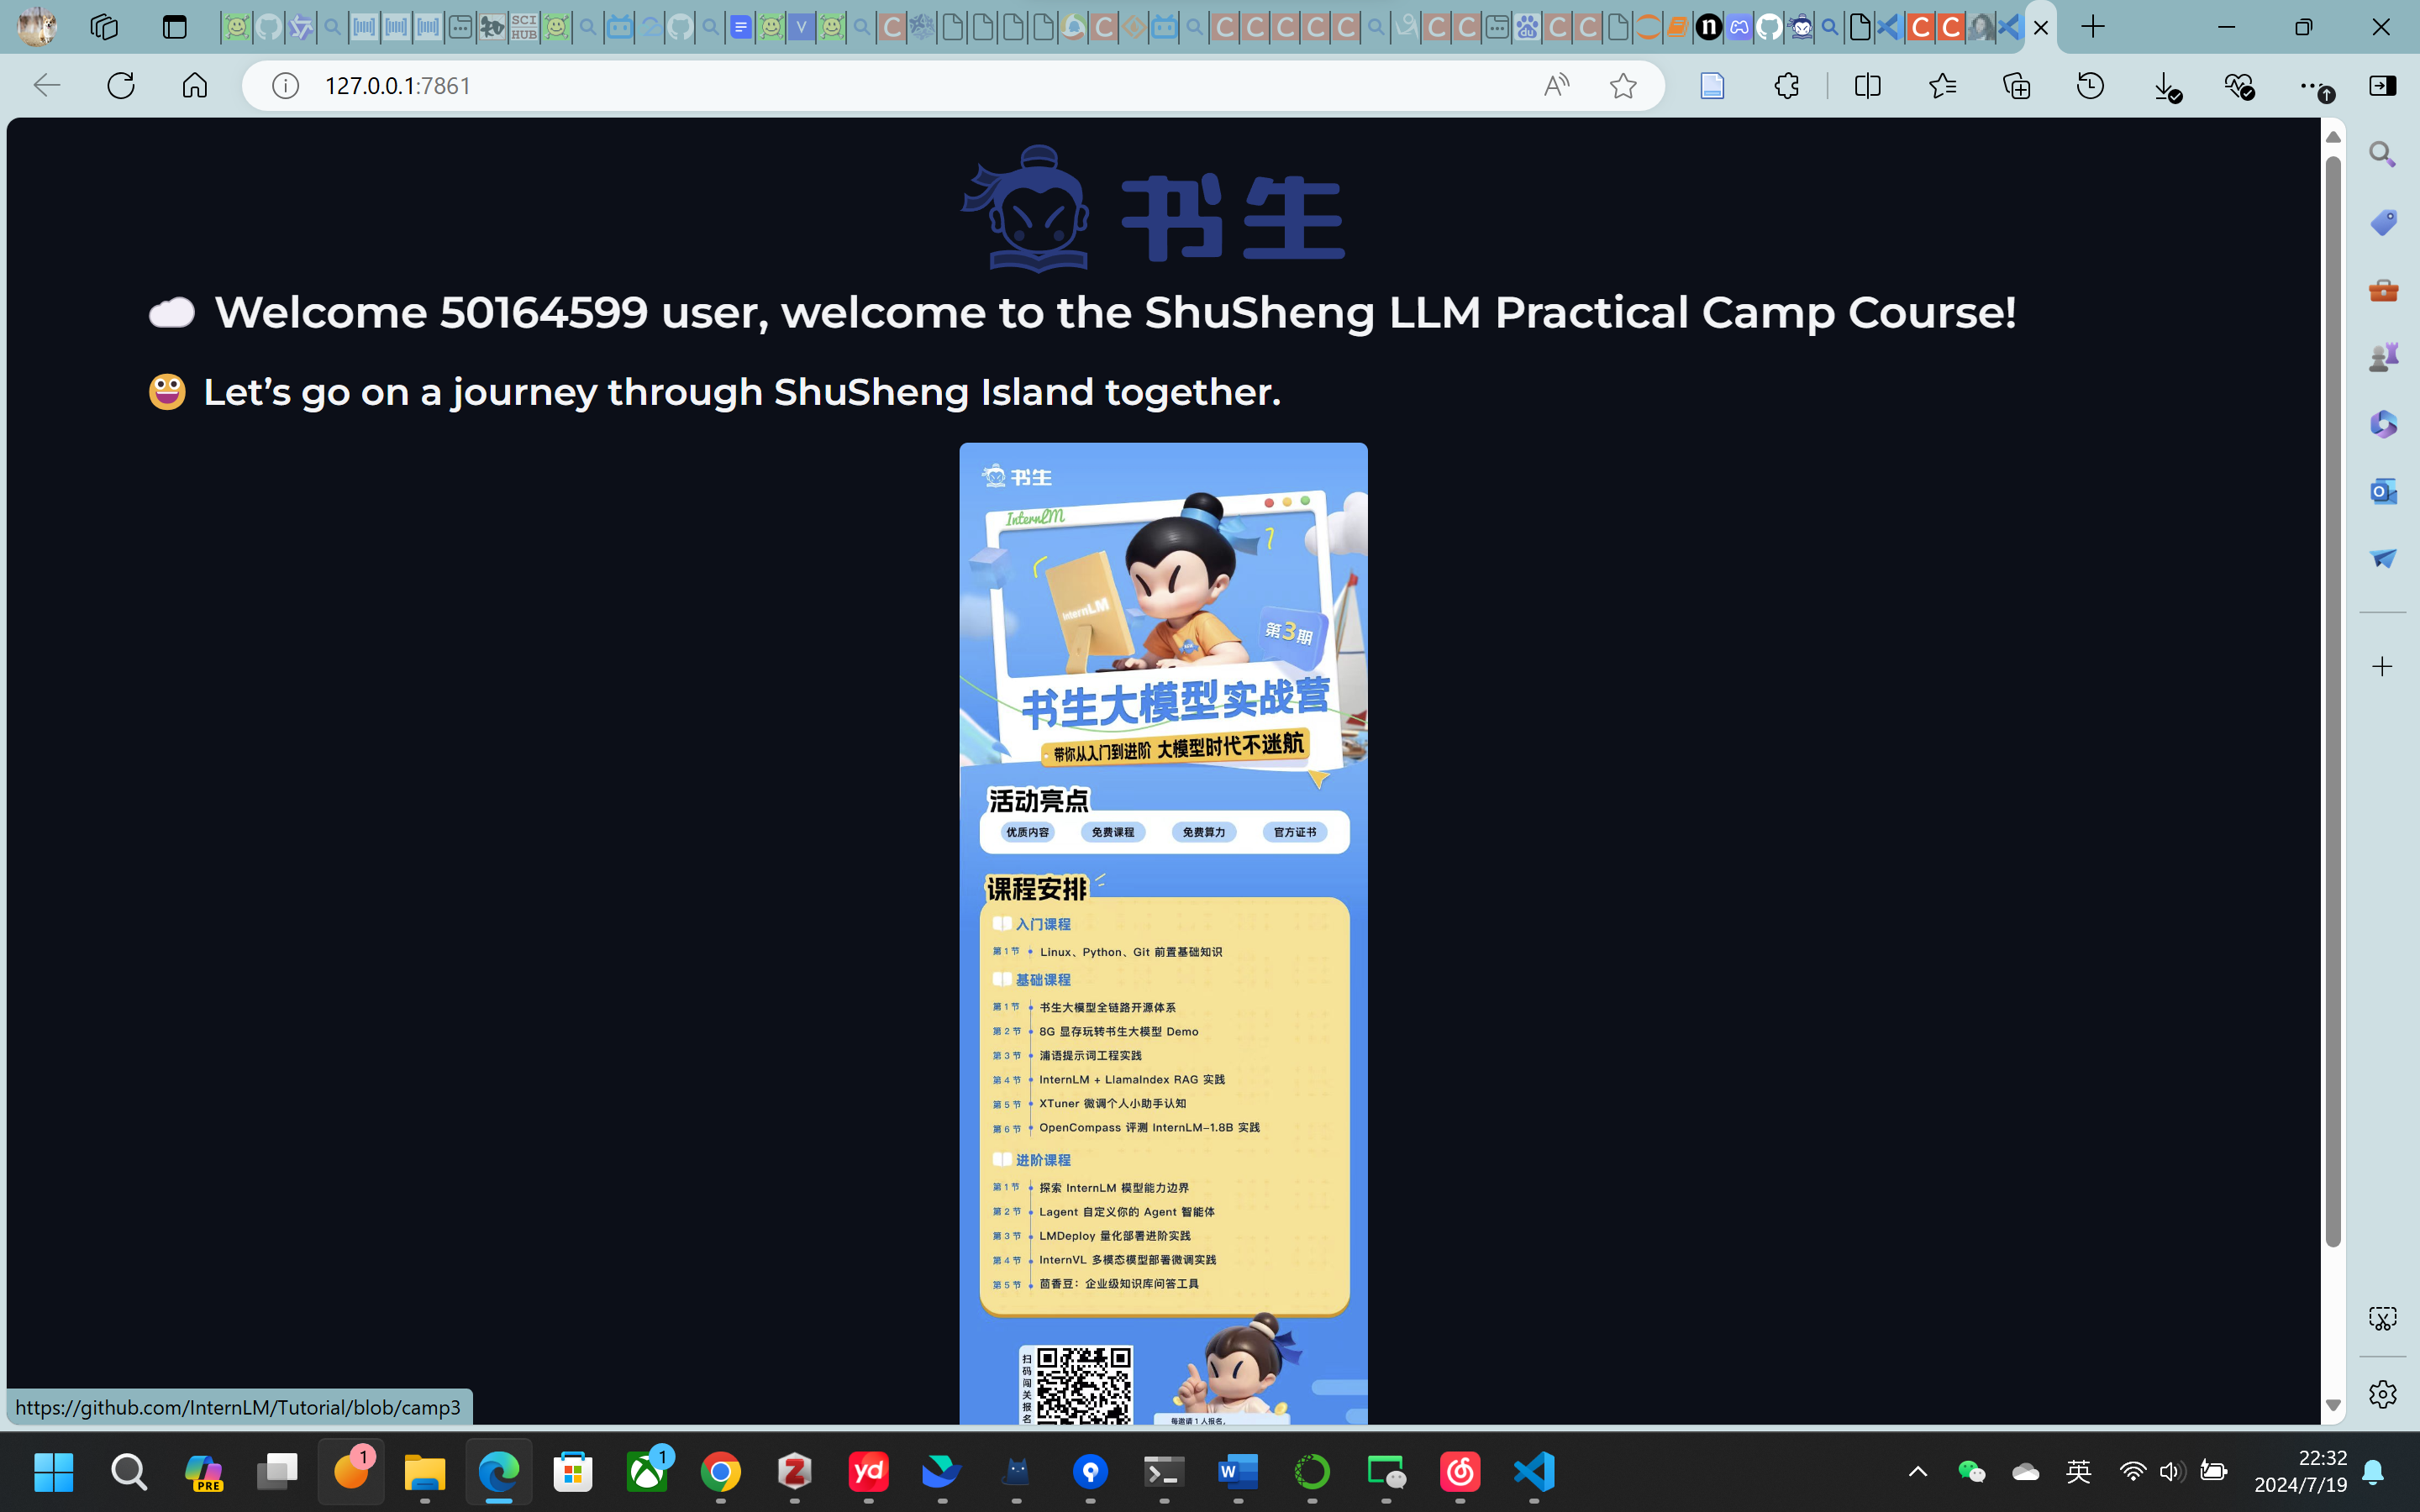 SCI
HUB
127.0.0.1:7861
书生
Welcome 50164599 user, welcome to the ShuSheng LLM Practical Camp Course!
Let’s go on a journey through ShuSheng Island together.
书生
InternLM
InternLM
第3期
书生大模型实战营
带你从入门到进阶 大模型时代不迷航
活动亮点
优质内容 免费课程 免费算力 官方证书
课程安排
入门课程
第1节 Linux、Python、Git 前置基础知识
基础课程
第1节 书生大模型全链路开源体系
第2节 8G 显存玩转书生大模型 Demo
第3节 浦语提示词工程实践
第4节 InternLM + LlamaIndex RAG 实践
第5节 XTuner 微调个人小助手认知
第6节 OpenCompass 评测 InternLM-1.8B 实践
进阶课程
第1节 探索 InternLM 模型能力边界
第2节 Lagent 自定义你的 Agent 智能体
第3节 LMDeploy 量化部署进阶实践
第4节 InternVL 多模态模型部署微调实践
第5节 茴香豆：企业级知识库问答工具
扫码闯关报名
每邀请 1 人报名，
https://github.com/InternLM/Tutorial/blob/camp3
PRE
1
1
yd
英
22:32
2024/7/19